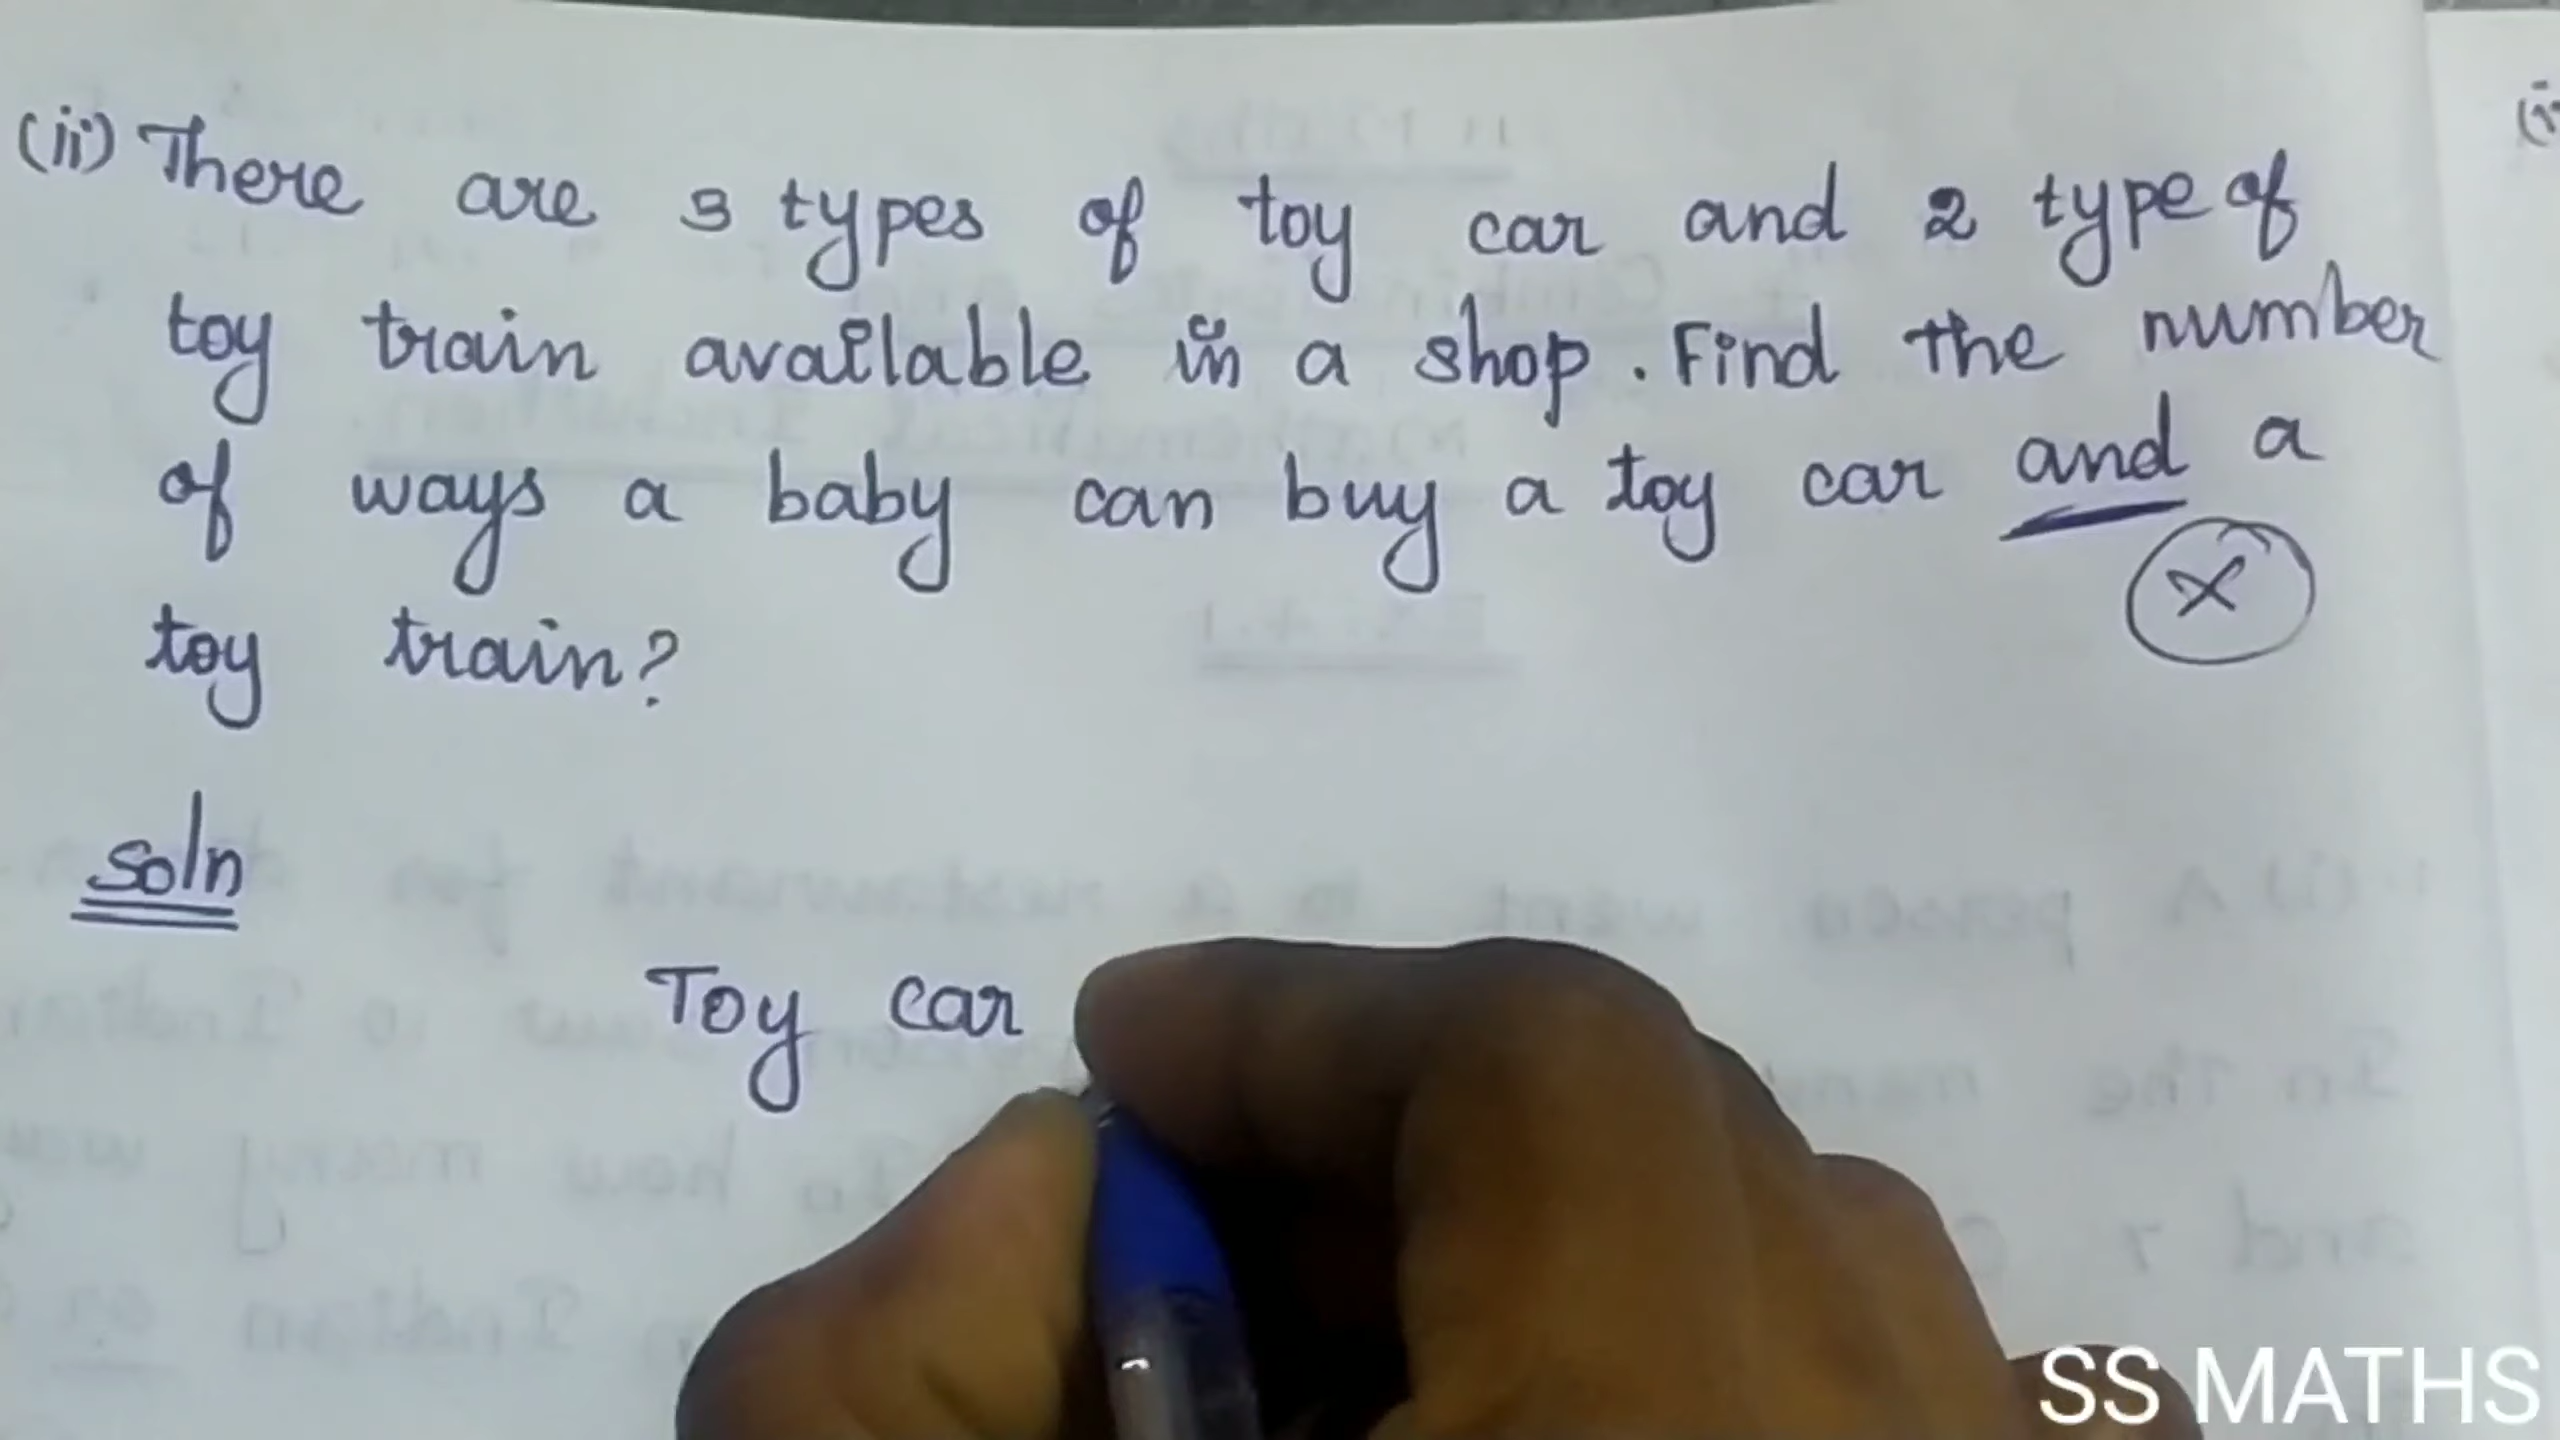 (ii) There are 3 types of toy car and 2 type of
toy train available in a shop. Find the number
of ways a baby can buy a toy car and a
×
toy train?
Soln
Toy car
SS MATHS